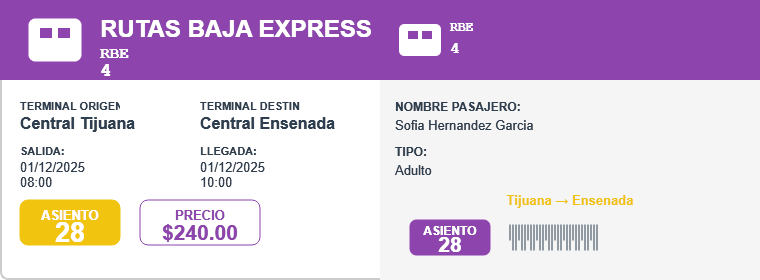 RUTAS BAJA EXPRESS
RBE
4
RBE
4
TERMINAL ORIGEN
Central Tijuana
TERMINAL DESTIN
Central Ensenada
SALIDA:
01/12/2025
08:00
LLEGADA:
01/12/2025
10:00
ASIENTO
28
PRECIO
$240.00
NOMBRE PASAJERO:
Sofia Hernandez Garcia
TIPO:
Adulto
Tijuana → Ensenada
ASIENTO
28